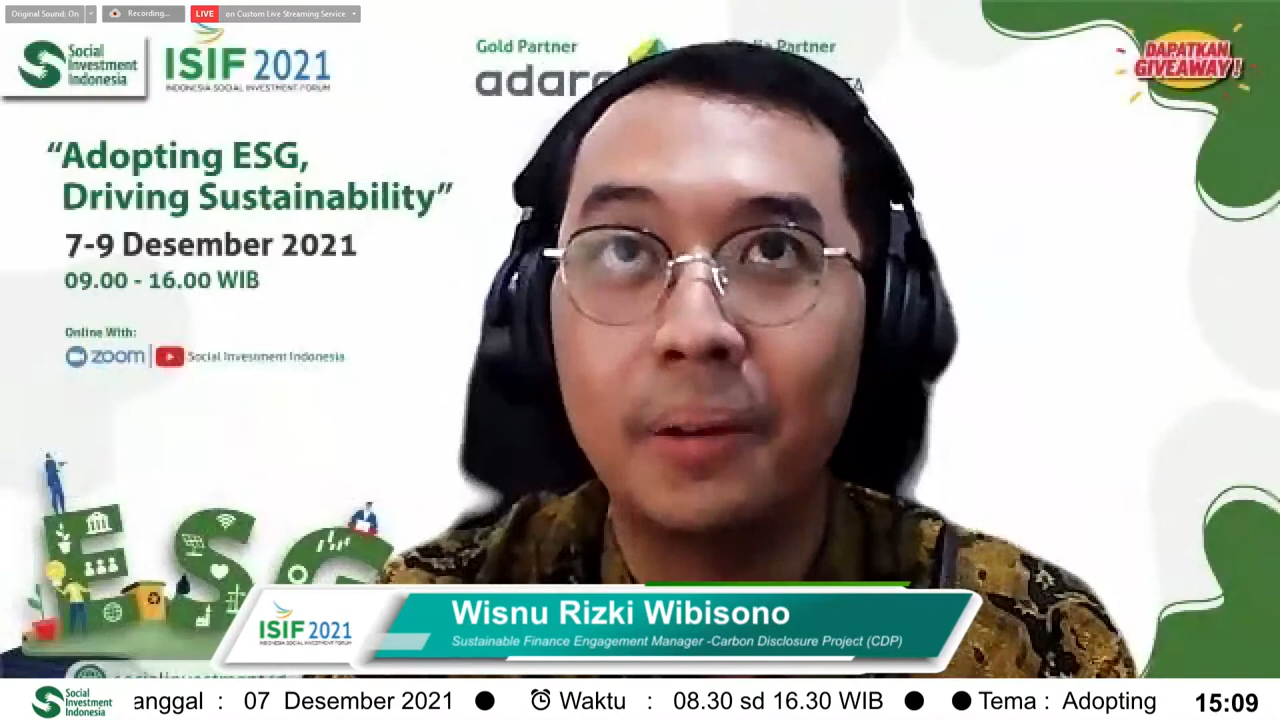 Original Sound: On
Recording...
LIVE on Custom Live Streaming Service
Social
Investment
Indonesia
ISIF 2021
INDONESIA SOCIAL INVESTMENT FORUM
Gold Partner
adaro
Partner
DAPATKAN
GIVEAWAY!
“Adopting ESG,
Driving Sustainability”
7-9 Desember 2021
09.00 - 16.00 WIB
Online With:
zoom Social Investment Indonesia
ESG
ISIF 2021
INDONESIA SOCIAL INVESTMENT FORUM
Wisnu Rizki Wibisono
Sustainable Finance Engagement Manager -Carbon Disclosure Project (CDP)
Social
Investment
Indonesia
anggal : 07 Desember 2021 ● Waktu : 08.30 sd 16.30 WIB ● ● Tema : Adopting
15:09